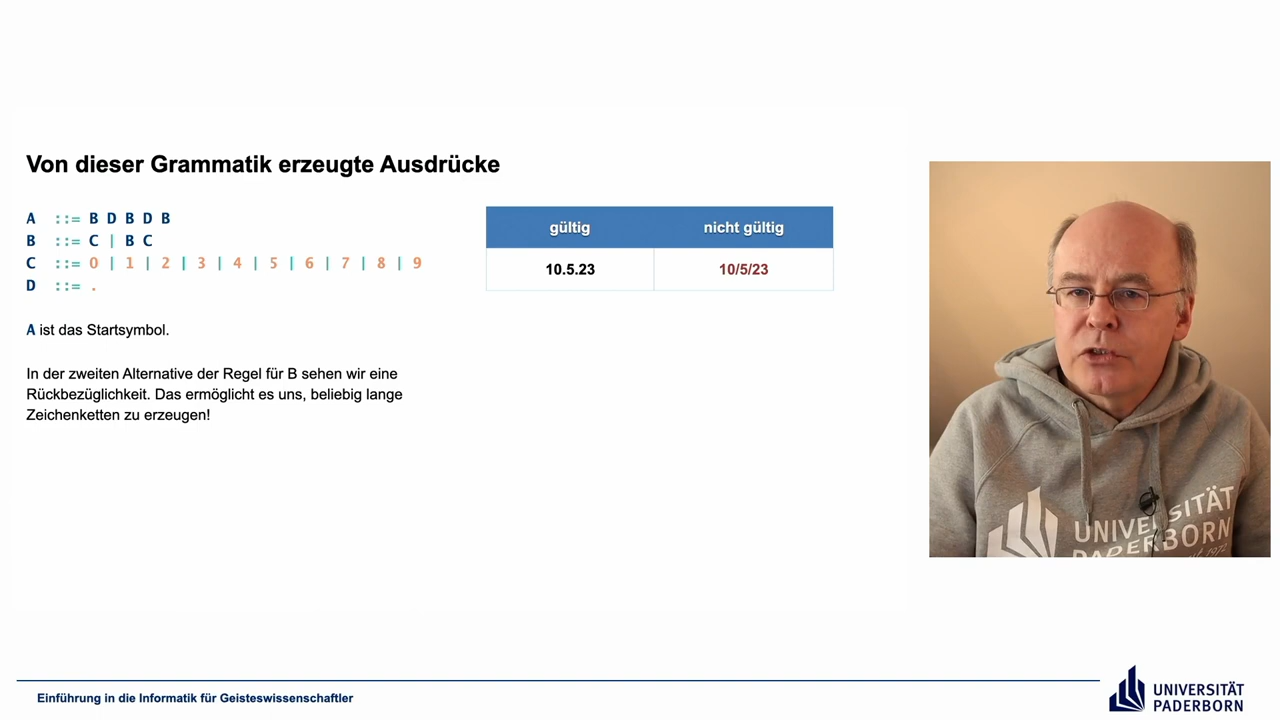 Von dieser Grammatik erzeugte Ausdrücke
A ::= B D B D B
B ::= C | B C
C ::= 0 | 1 | 2 | 3 | 4 | 5 | 6 | 7 | 8 | 9
D ::= .
A ist das Startsymbol.
In der zweiten Alternative der Regel für B sehen wir eine
Rückbezüglichkeit. Das ermöglicht es uns, beliebig lange
Zeichenketten zu erzeugen!
gültig nicht gültig
10.5.23 10/5/23
UNIVERSITÄT
PADERBORN
1972
Einführung in die Informatik für Geisteswissenschaftler
UNIVERSITÄT
PADERBORN